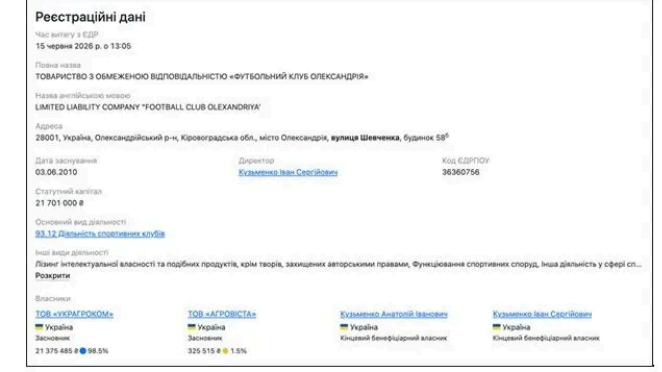 Реєстраційні дані
Час витягу з ЄДР
15 червня 2026 р. о 13:05
Повна назва
ТОВАРИСТВО З ОБМЕЖЕНОЮ ВІДПОВІДАЛЬНІСТЮ «ФУТБОЛЬНИЙ КЛУБ ОЛЕКСАНДРІЯ»
Назва англійською мовою
LIMITED LIABILITY COMPANY "FOOTBALL CLUB OLEXANDRIYA'
Адреса
28001, Україна, Олександрійський р-н, Кіровоградська обл., місто Олександрія, вулиця Шевченка, будинок 58б
Дата заснування Директор Код ЄДРПОУ
03.06.2010 Кузьменко Іван Сергійович 36360756
Статутний капітал
21 701 000 ₴
Основний вид діяльності
93.12 Діяльність спортивних клубів
Інші види діяльності
Лізинг інтелектуальної власності та подібних продуктів, крім творів, захищених авторськими правами, Функціювання спортивних споруд, Інша діяльність у сфері сп...
Розкрити
Власники
ТОВ «УКРАГРОКОМ» ТОВ «АГРОВІСТА» Кузьменко Анатолій Іванович Кузьменко Іван Сергійович
Україна Україна Україна Україна
Засновник Засновник Кінцевий бенефіціарний власник Кінцевий бенефіціарний власник
21 375 485 ₴ 98.5% 325 515 ₴ 1.5%